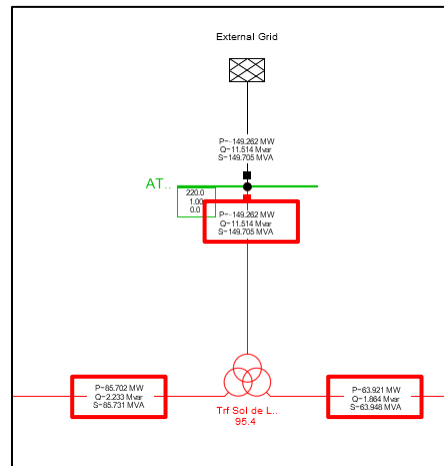 External Grid
P=-149.262 MW
Q=11.514 Mvar
S=149.705 MVA
AT..
220.0
1.00
0.0
P=-149.262 MW
Q=11.514 Mvar
S=149.705 MVA
P=85.702 MW
Q=2.233 Mvar
S=85.731 MVA
P=63.921 MW
Q=1.864 Mvar
S=63.948 MVA
Trf Sol de L..
95.4